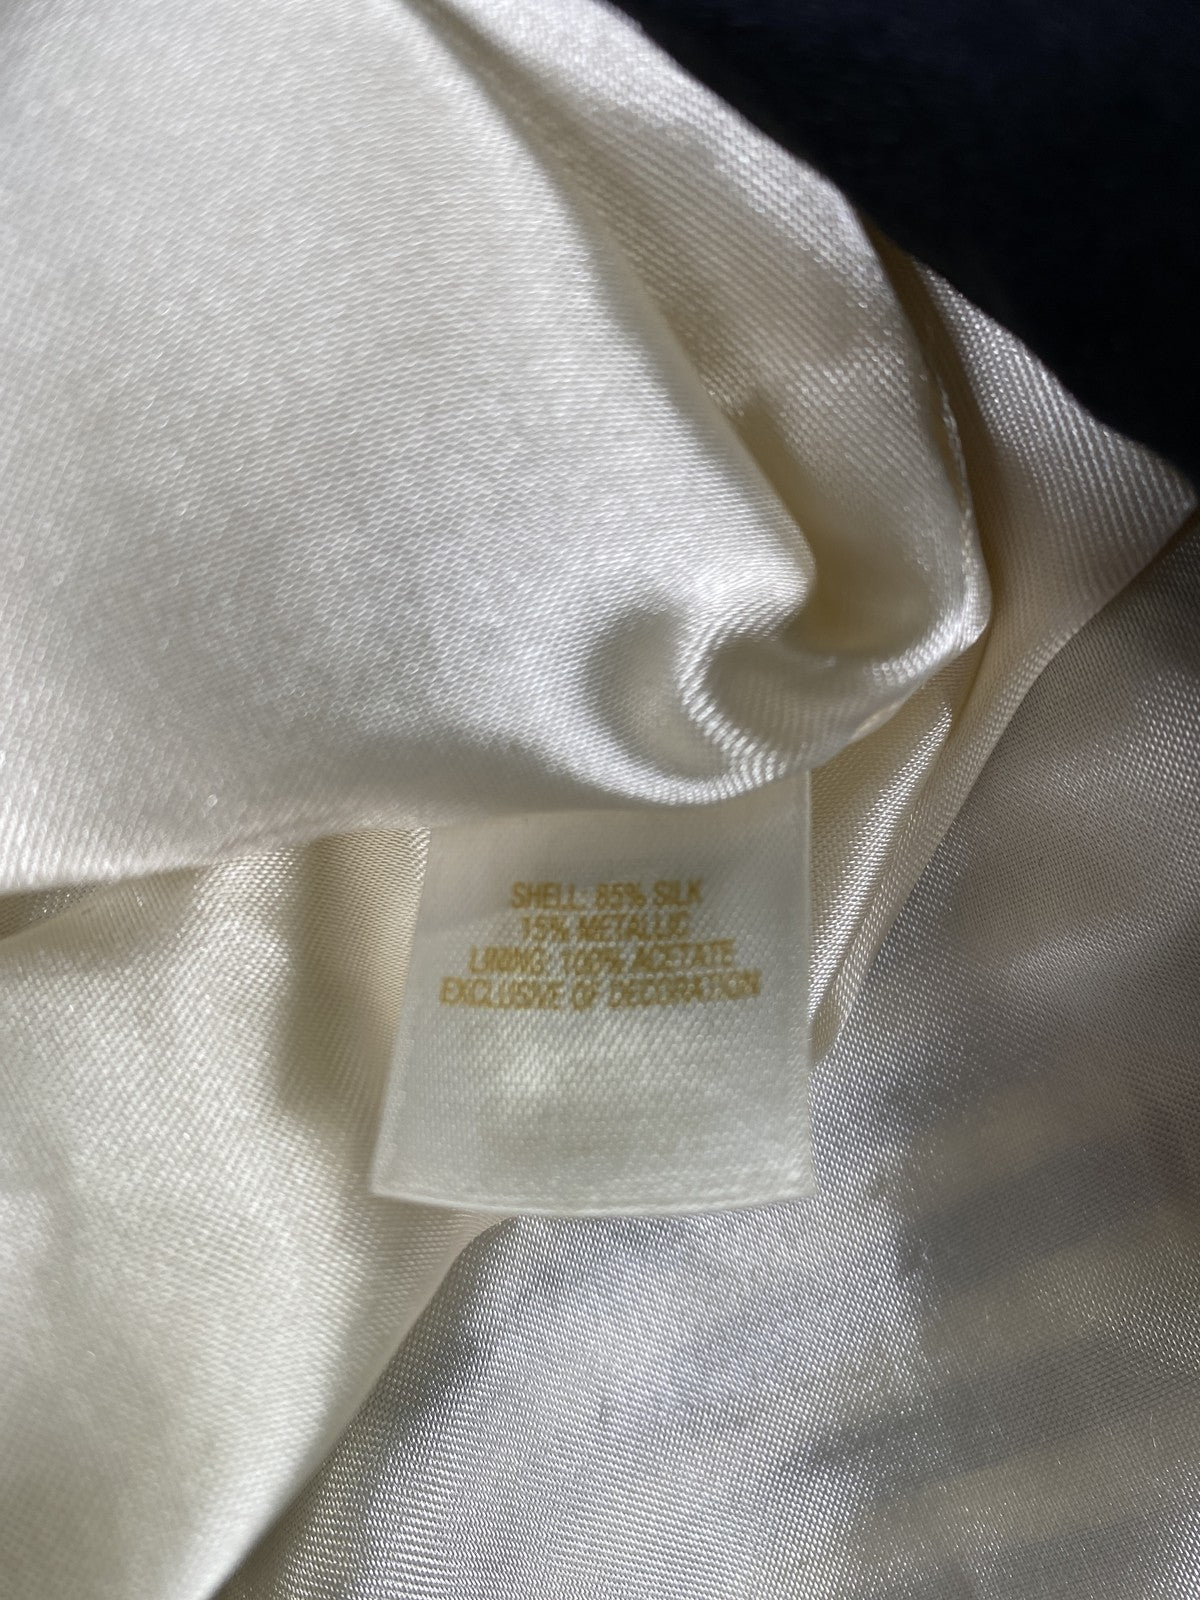 SHELL: 85% SILK
15% METALLIC
LINING: 100% ACETATE
EXCLUSIVE OF DECORATION